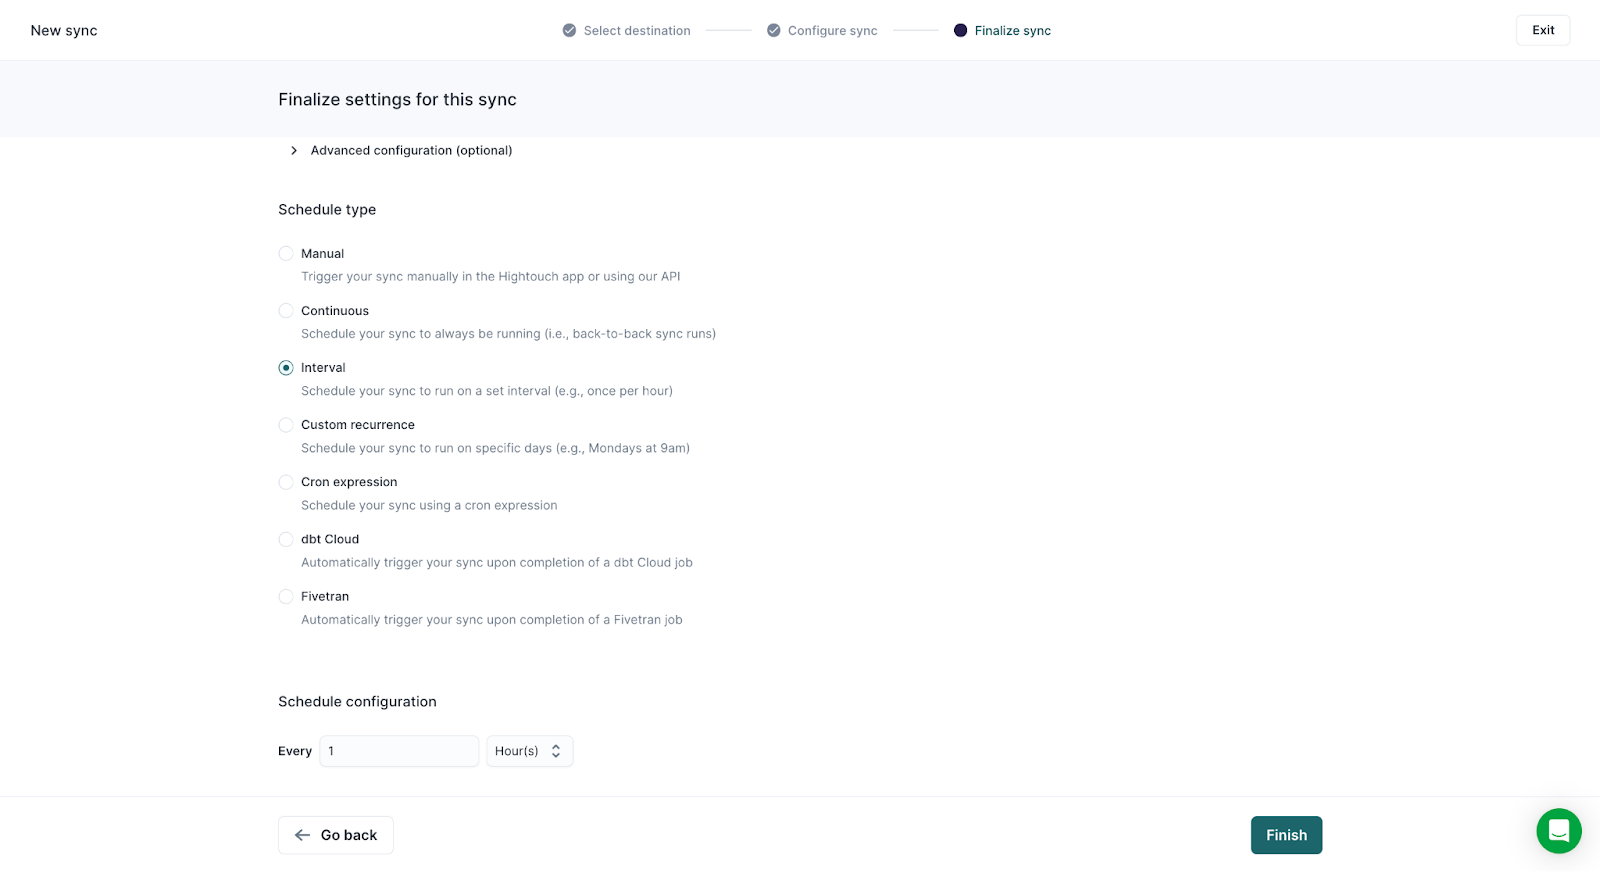 New sync
Select destination
Configure sync
Finalize sync
Exit
Finalize settings for this sync
Advanced configuration (optional)
Schedule type
Manual
Trigger your sync manually in the Hightouch app or using our API
Continuous
Schedule your sync to always be running (i.e., back-to-back sync runs)
Interval
Schedule your sync to run on a set interval (e.g., once per hour)
Custom recurrence
Schedule your sync to run on specific days (e.g., Mondays at 9am)
Cron expression
Schedule your sync using a cron expression
dbt Cloud
Automatically trigger your sync upon completion of a dbt Cloud job
Fivetran
Automatically trigger your sync upon completion of a Fivetran job
Schedule configuration
Every 1 Hour(s)
Go back
Finish